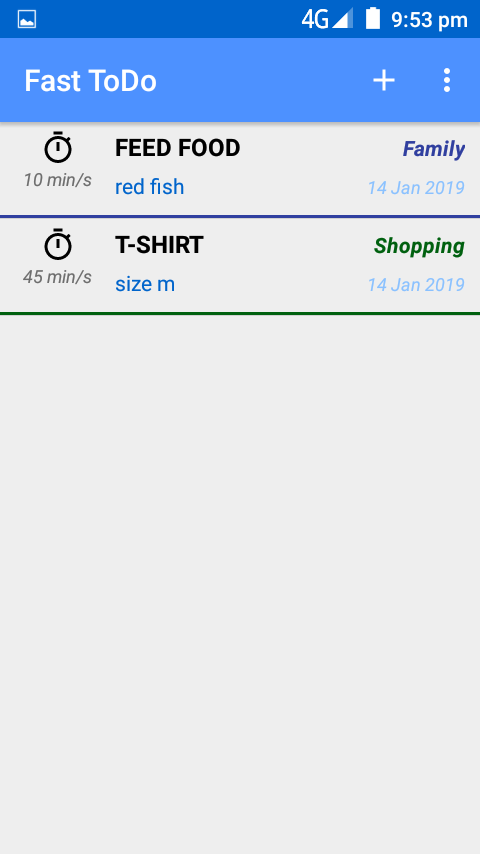 4G 9:53 pm
Fast ToDo
FEED FOOD Family
10 min/s red fish 14 Jan 2019
T-SHIRT Shopping
45 min/s size m 14 Jan 2019